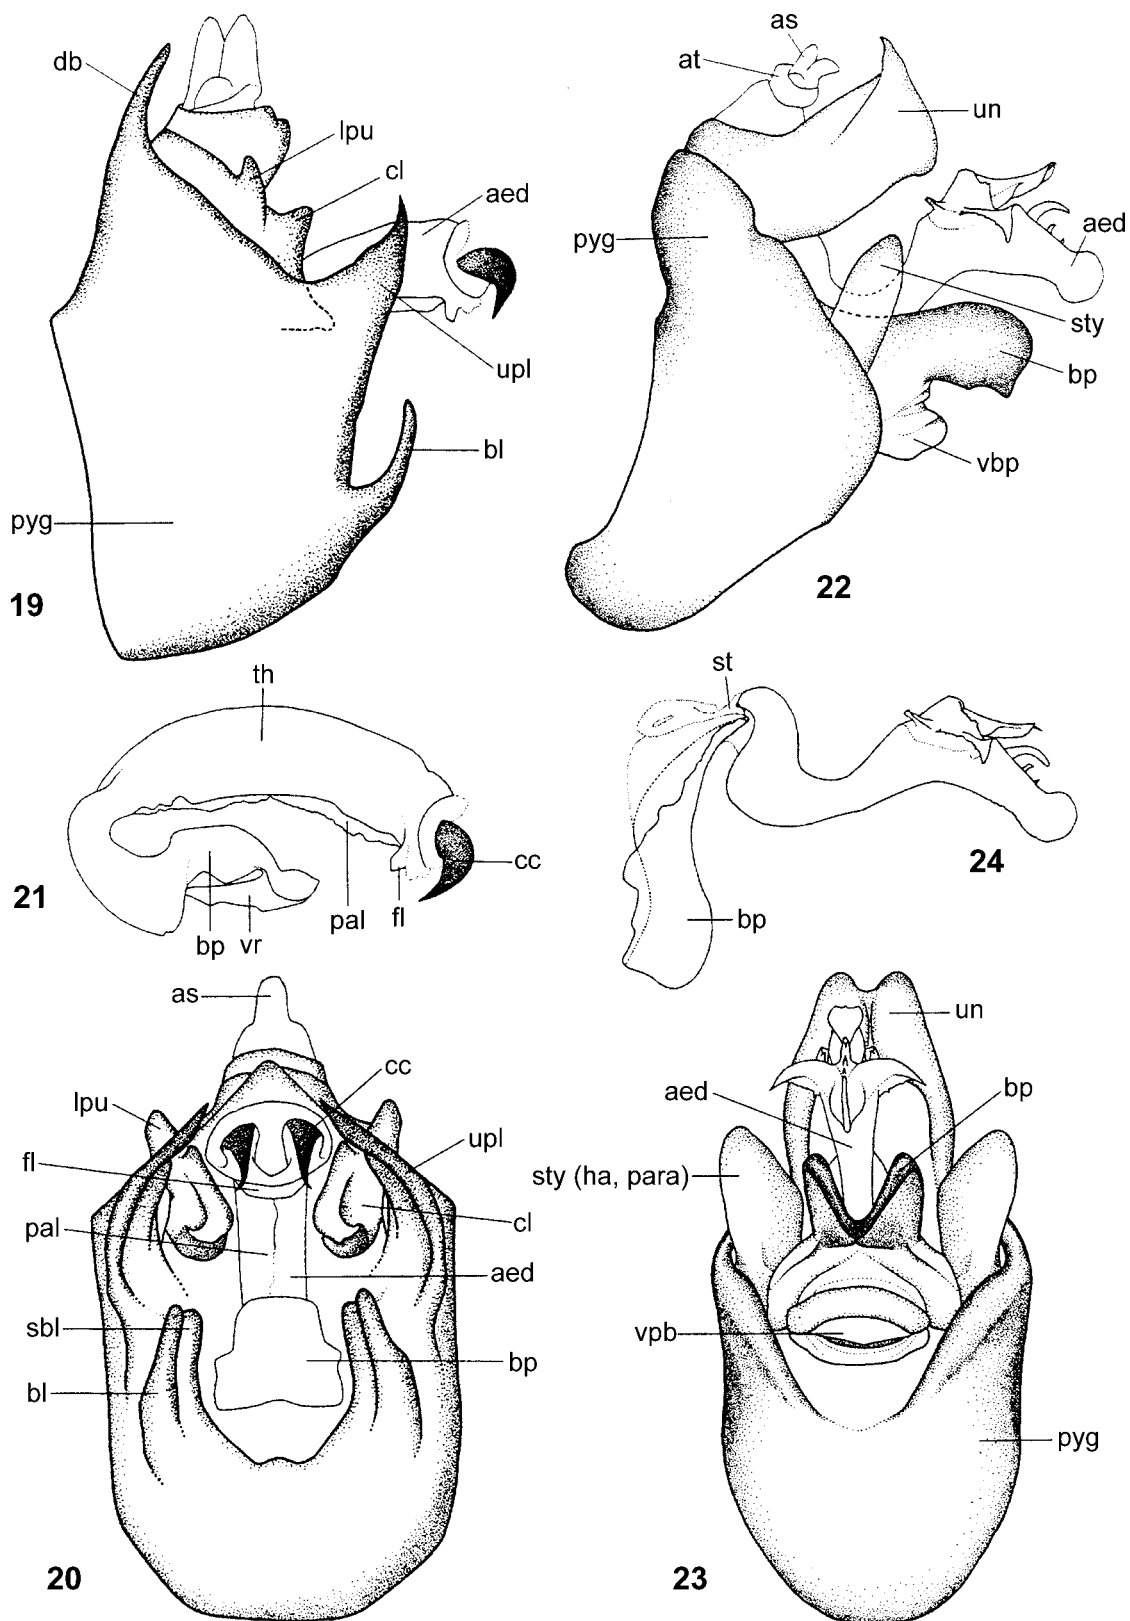 db
lpu
cl
aed
upl
bl
pyg
19
as
at
un
pyg
aed
sty
bp
vbp
22
th
cc
21
bp vr pal fl
st
bp
24
as
cc
lpu
upl
fl
cl
pal
aed
sbl
bp
bl
20
un
aed
bp
sty (ha, para)
vpb
pyg
23